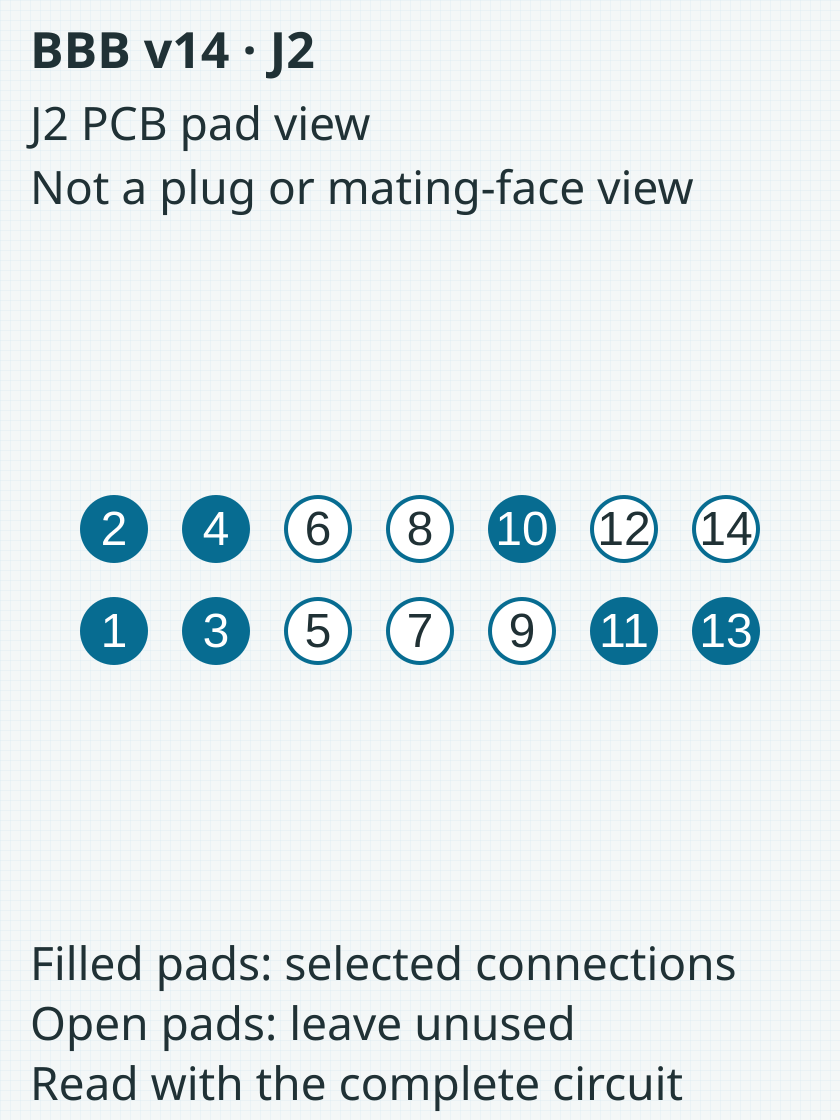 BBB v14 · J2
J2 PCB pad view
Not a plug or mating-face view
2 4 6 8 10 12 14
1 3 5 7 9 11 13
Filled pads: selected connections
Open pads: leave unused
Read with the complete circuit